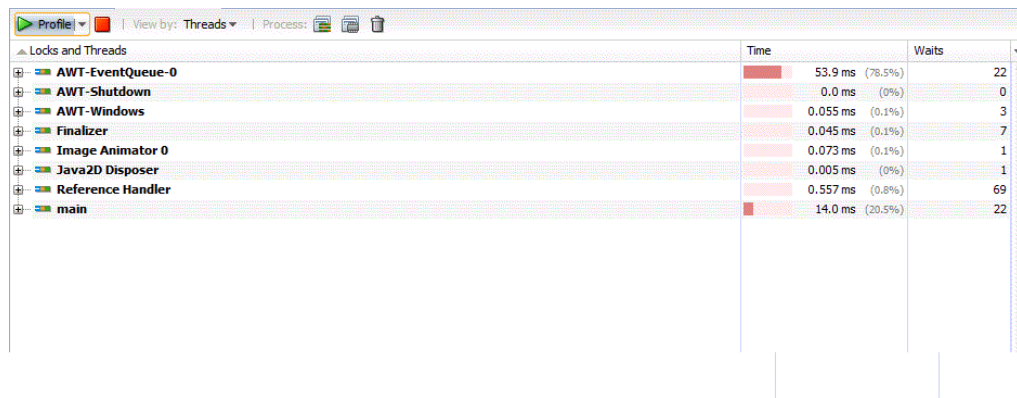 Profile View by: Threads Process:
Locks and Threads Time Waits
AWT-EventQueue-0 53.9 ms (78.5%) 22
AWT-Shutdown 0.0 ms (0%) 0
AWT-Windows 0.055 ms (0.1%) 3
Finalizer 0.045 ms (0.1%) 7
Image Animator 0 0.073 ms (0.1%) 1
Java2D Disposer 0.005 ms (0%) 1
Reference Handler 0.557 ms (0.8%) 69
main 14.0 ms (20.5%) 22